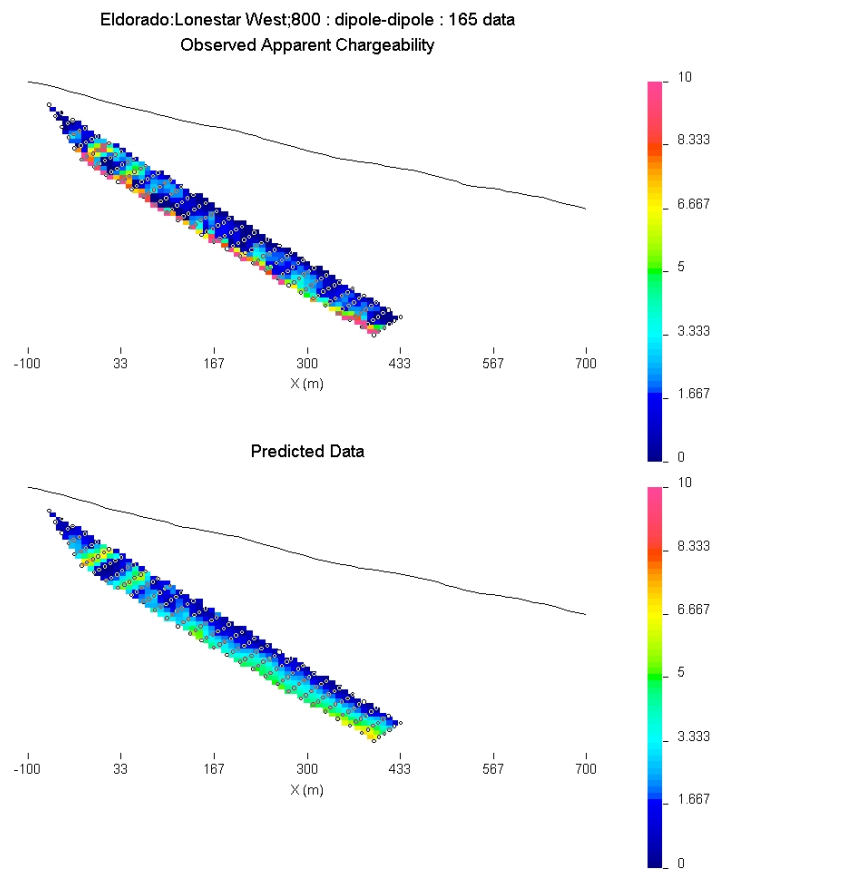 Eldorado:Lonestar West;800 : dipole-dipole : 165 data
Observed Apparent Chargeability
10
8.333
6.667
5
3.333
1.667
0
-100 33 167 300 433 567 700
X (m)
Predicted Data
10
8.333
6.667
5
3.333
1.667
0
-100 33 167 300 433 567 700
X (m)